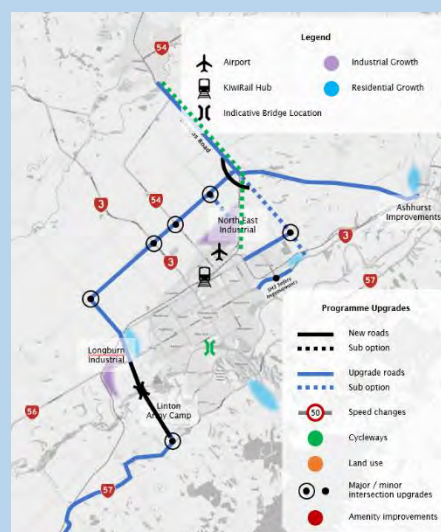 54
Legend
Airport
Industrial Growth
KiwiRail Hub
Residential Growth
Indicative Bridge Location
Road
54
3
North East
Industrial
3
Ashhurst
Improvements
57
Programme Upgrades
New roads
Sub option
Upgrade roads
Sub option
50
Speed changes
Cycleways
Land use
Major / minor
intersection upgrades
Amenity improvements
Longburn
Industrial
56
Linton
Army Camp
57